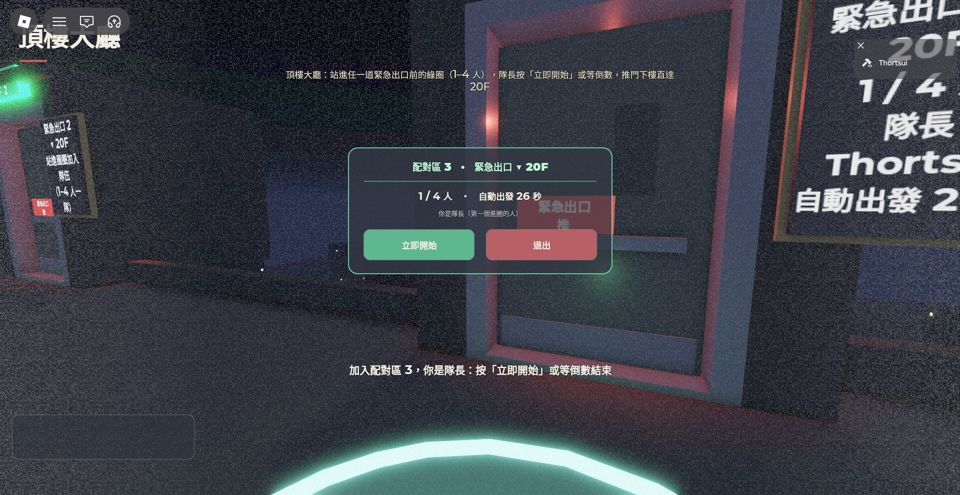 頂樓大廳
頂樓大廳：站進任一道緊急出口前的綠圈（1–4 人），隊長按「立即開始」或等倒數，推門下樓直達
20F
Thortsui
緊急出口
20F
1 / 4
隊長
Thorts
自動出發 2
2
緊急出口 2
▼ 20F
站進圈圈加入
隊伍
（1–4 人一
隊）
配對區 3 • 緊急出口 ▼ 20F
1 / 4 人 · 自動出發 26 秒
你是隊長（第一個進圈的人）
緊急出口
推
立即開始
退出
加入配對區 3，你是隊長：按「立即開始」或等倒數結束